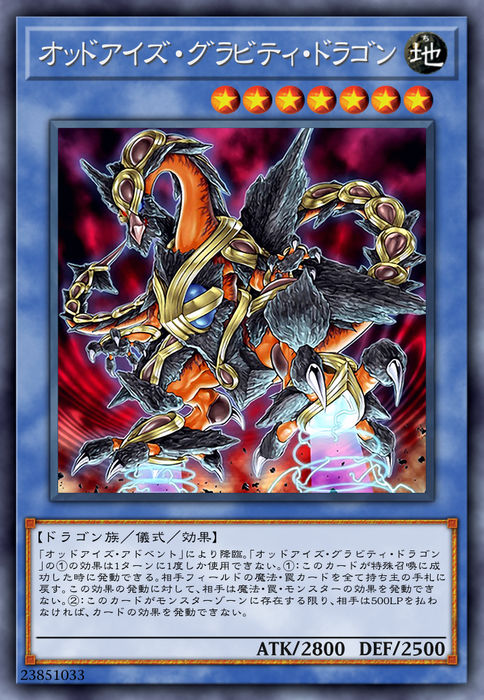 オッドアイズ・グラビティ・ドラゴン
ち
地
【ドラゴン族／儀式／効果】
「オッドアイズ・アドベント」により降臨。「オッドアイズ・グラビティ・ドラゴン」
の①の効果は1ターンに1度しか使用できない。①：このカードが特殊召喚に成
功した時に発動できる。相手フィールドの魔法・罠カードを全て持ち主の手札に
戻す。この効果の発動に対して、相手は魔法・罠・モンスターの効果を発動できな
い。②：このカードがモンスターゾーンに存在する限り、相手は500LPを払わ
なければ、カードの効果を発動できない。
ATK/2800 DEF/2500
23851033